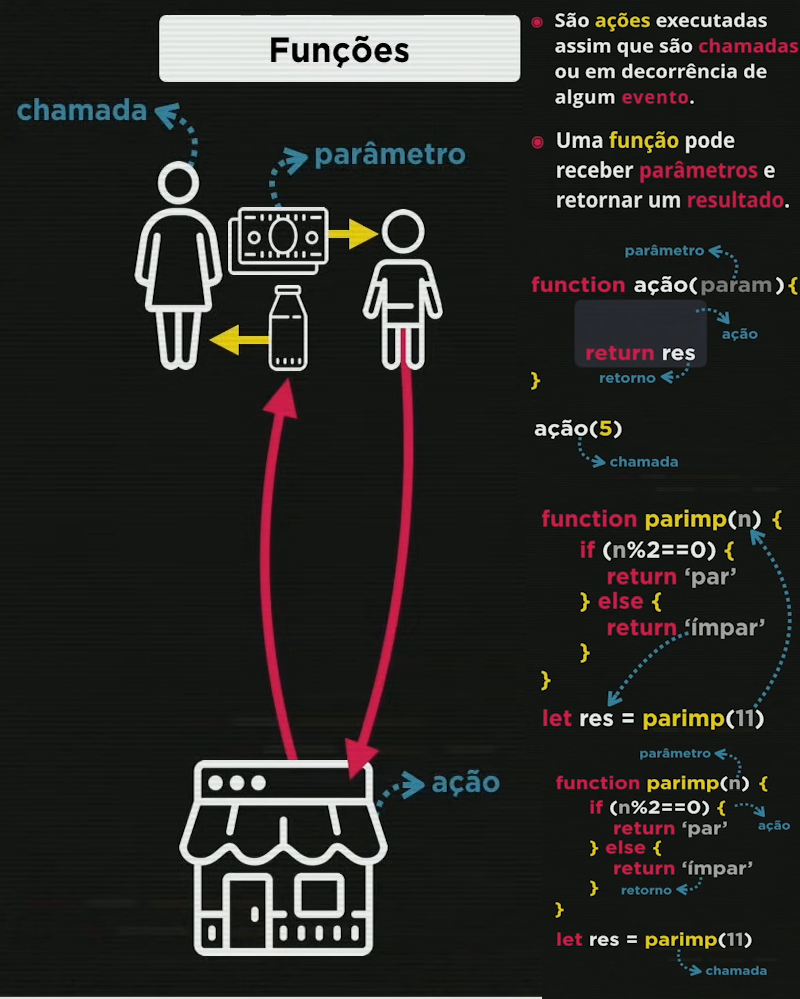 Funções
chamada
parâmetro
ação
São ações executadas
assim que são chamadas
ou em decorrência de
algum evento.
Uma função pode
receber parâmetros e
retornar um resultado.
parâmetro
function ação(param){
ação
return res
retorno
}
ação(5)
chamada
function parimp(n) {
if (n%2==0) {
return ‘par’
} else {
return ‘ímpar’
}
}
let res = parimp(11)
parâmetro
function parimp(n) {
if (n%2==0) {
ação
return ‘par’
} else {
return ‘ímpar’
}
retorno
}
let res = parimp(11)
chamada